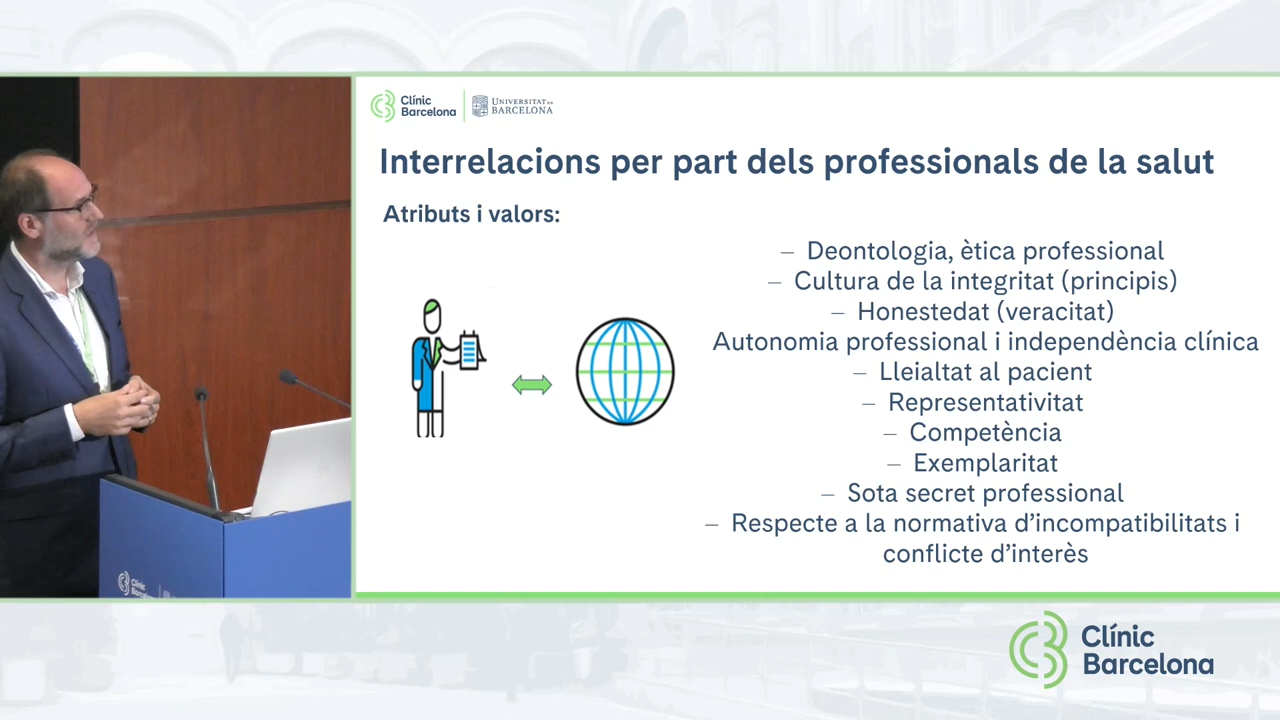 Clínic
Barcelona
UNIVERSITAT DE
BARCELONA
Interrelacions per part dels professionals de la salut
Atributs i valors:
– Deontologia, ètica professional
– Cultura de la integritat (principis)
– Honestedat (veracitat)
Autonomia professional i independència clínica
– Lleialtat al pacient
– Representativitat
– Competència
– Exemplaritat
– Sota secret professional
– Respecte a la normativa d’incompatibilitats i
conflicte d’interès
Clínic
Barcelona
Clínic
Barcelona